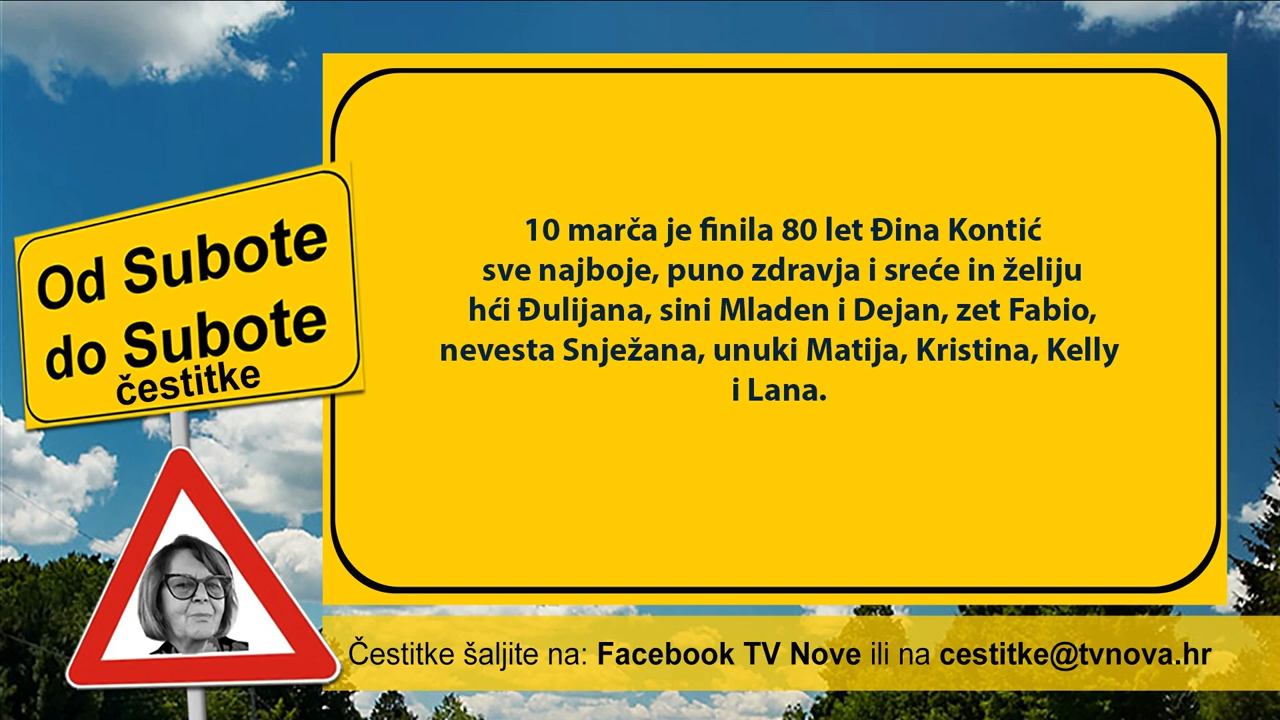 Od Subote
do Subote
čestitke
10 marča je finila 80 let Đina Kontić
sve najboje, puno zdravja i sreće in želiju
hći Đulijana, sini Mladen i Dejan, zet Fabio,
nevesta Snježana, unuki Matija, Kristina, Kelly
i Lana.
Čestitke šaljite na: Facebook TV Nove ili na cestitke@tvnova.hr